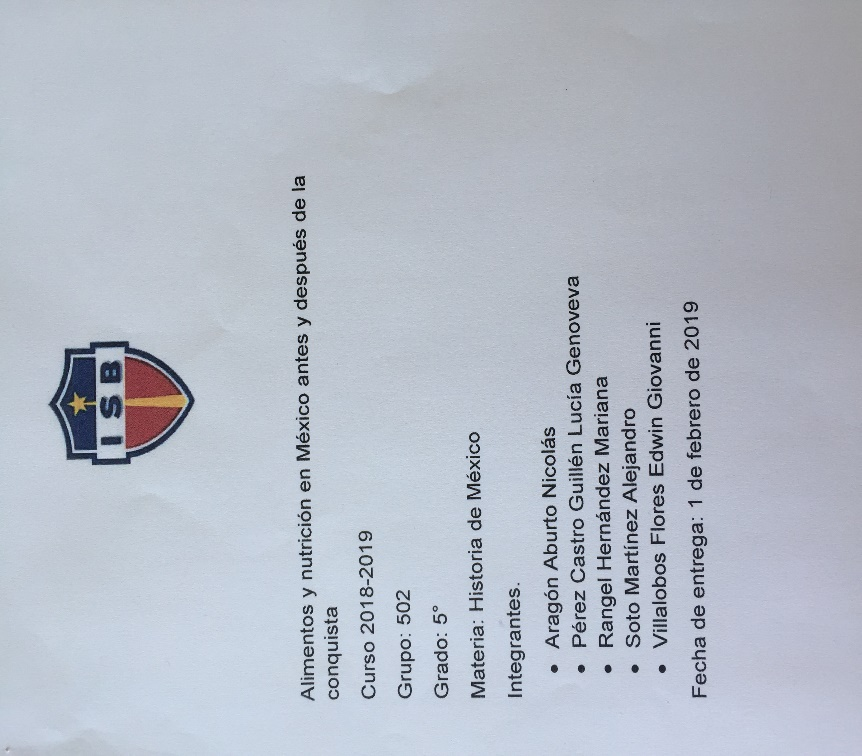 ISB
Alimentos y nutrición en México antes y después de la
conquista
Curso 2018-2019
Grupo: 502
Grado: 5°
Materia: Historia de México
Integrantes.
• Aragón Aburto Nicolás
• Pérez Castro Guillén Lucía Genoveva
• Rangel Hernández Mariana
• Soto Martínez Alejandro
• Villalobos Flores Edwin Giovanni
Fecha de entrega: 1 de febrero de 2019